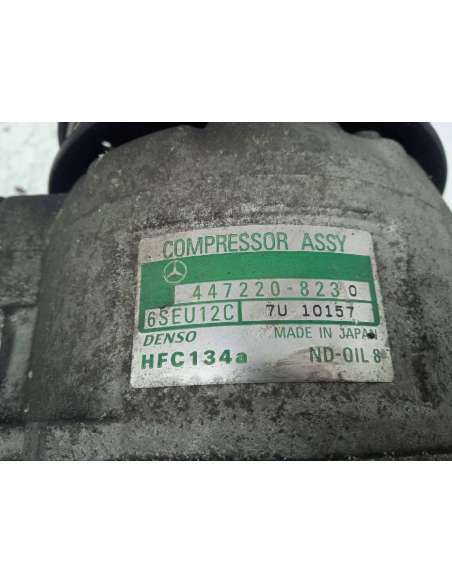 COMPRESSOR ASSY
447220-8230
6SEU12C 7U 10157
DENSO MADE IN JAPAN
HFC134a ND-OIL 8